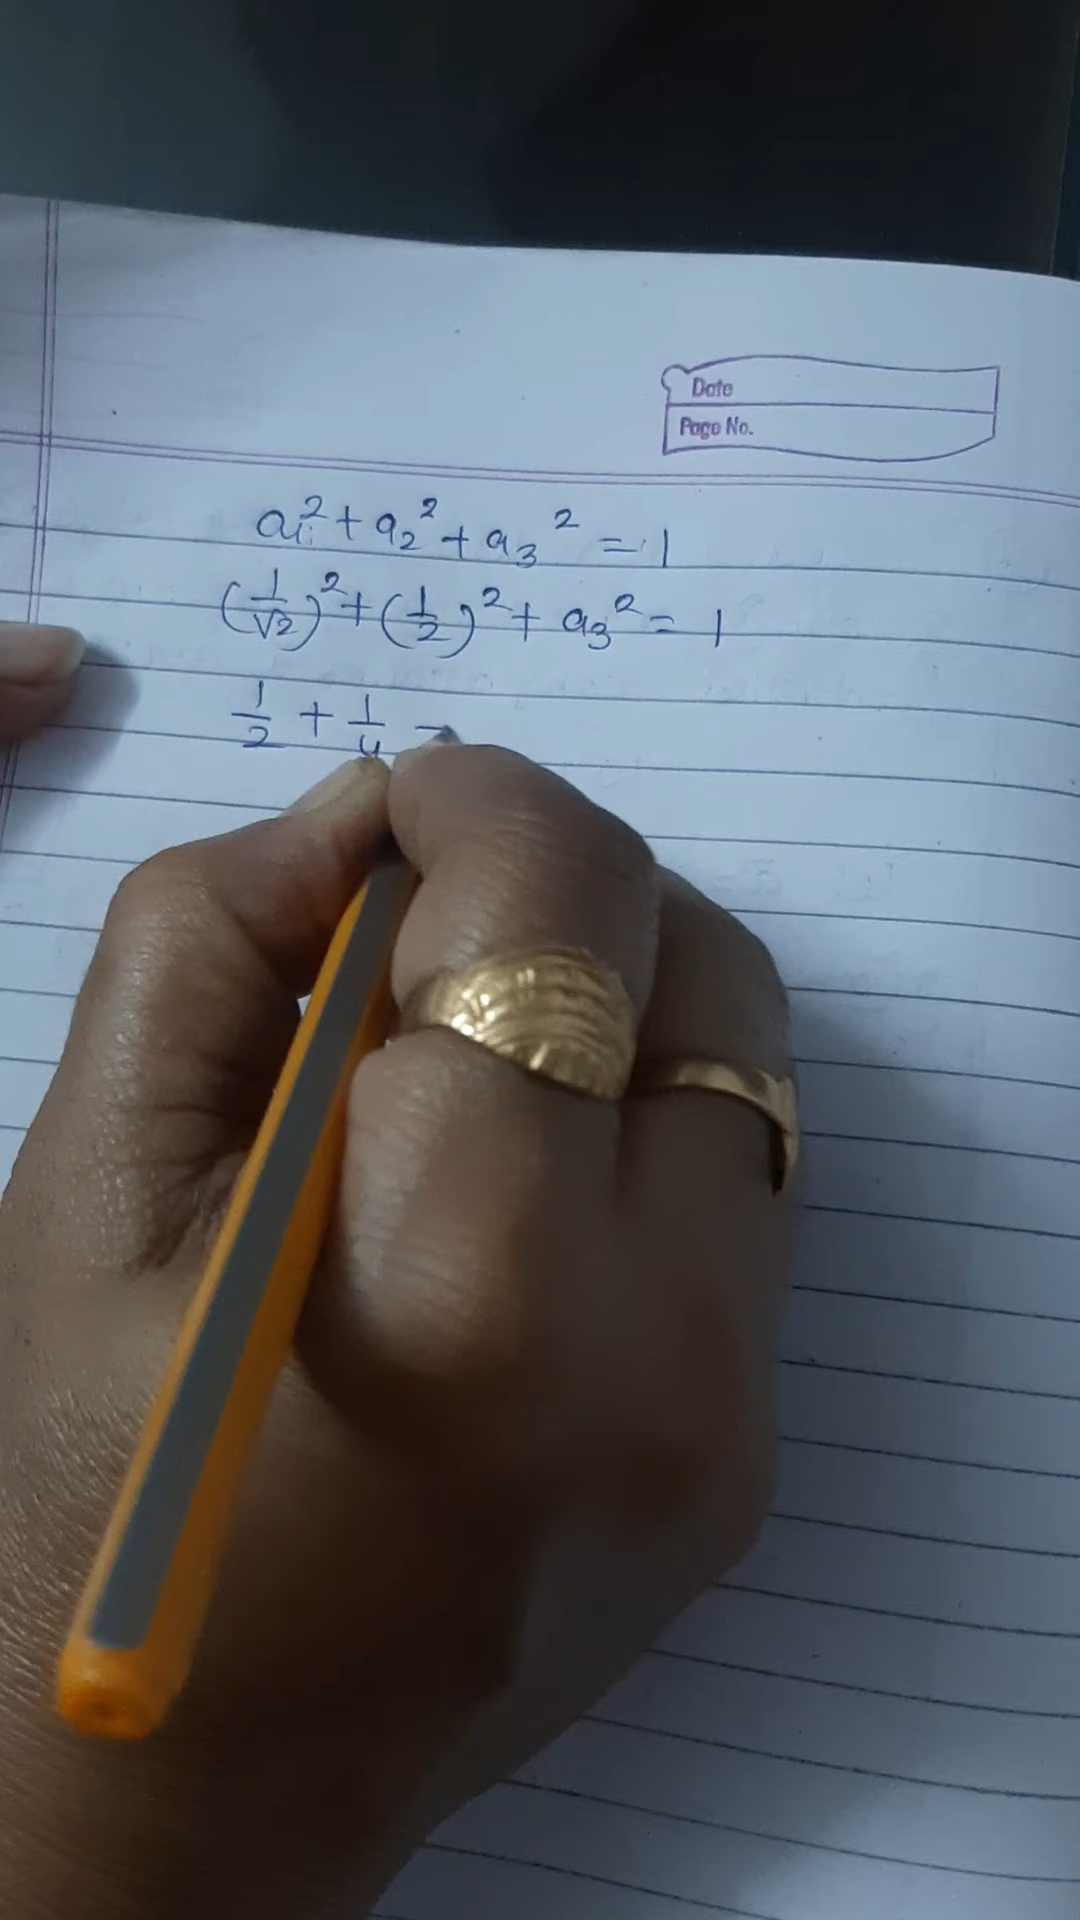 Date
Page No.
a₁² + a₂² + a₃² = 1
(1/√2)² + (1/2)² + a₃² = 1
1/2 + 1/4